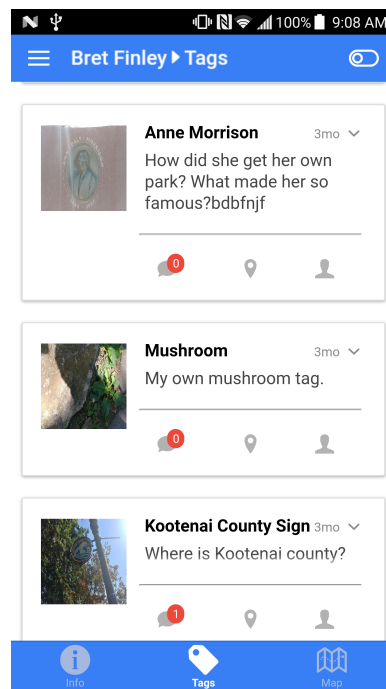 100% 9:08 AM
Bret Finley Tags
Anne Morrison 3mo
How did she get her own
park? What made her so
famous?bdbfnjf
0
Mushroom 3mo
My own mushroom tag.
0
Kootenai County Sign 3mo
Where is Kootenai county?
1
Info Tags Map